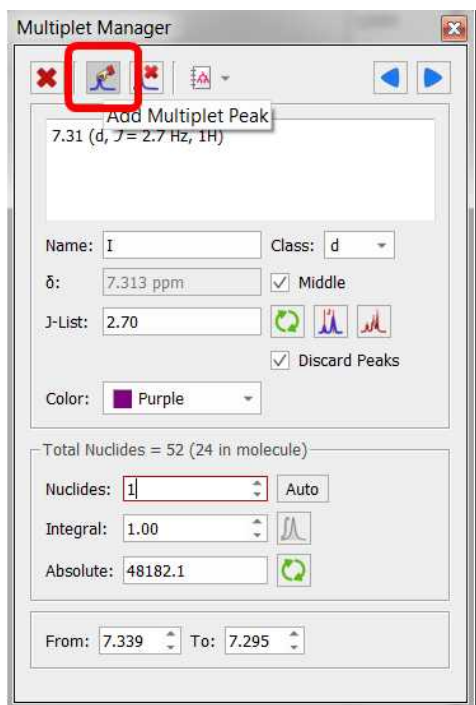 Multiplet Manager
Add Multiplet Peak
7.31 (d, J = 2.7 Hz, 1H)
Name: I Class: d
δ: 7.313 ppm Middle
J-List: 2.70
Discard Peaks
Color: Purple
Total Nuclides = 52 (24 in molecule)
Nuclides: 1 Auto
Integral: 1.00
Absolute: 48182.1
From: 7.339 To: 7.295